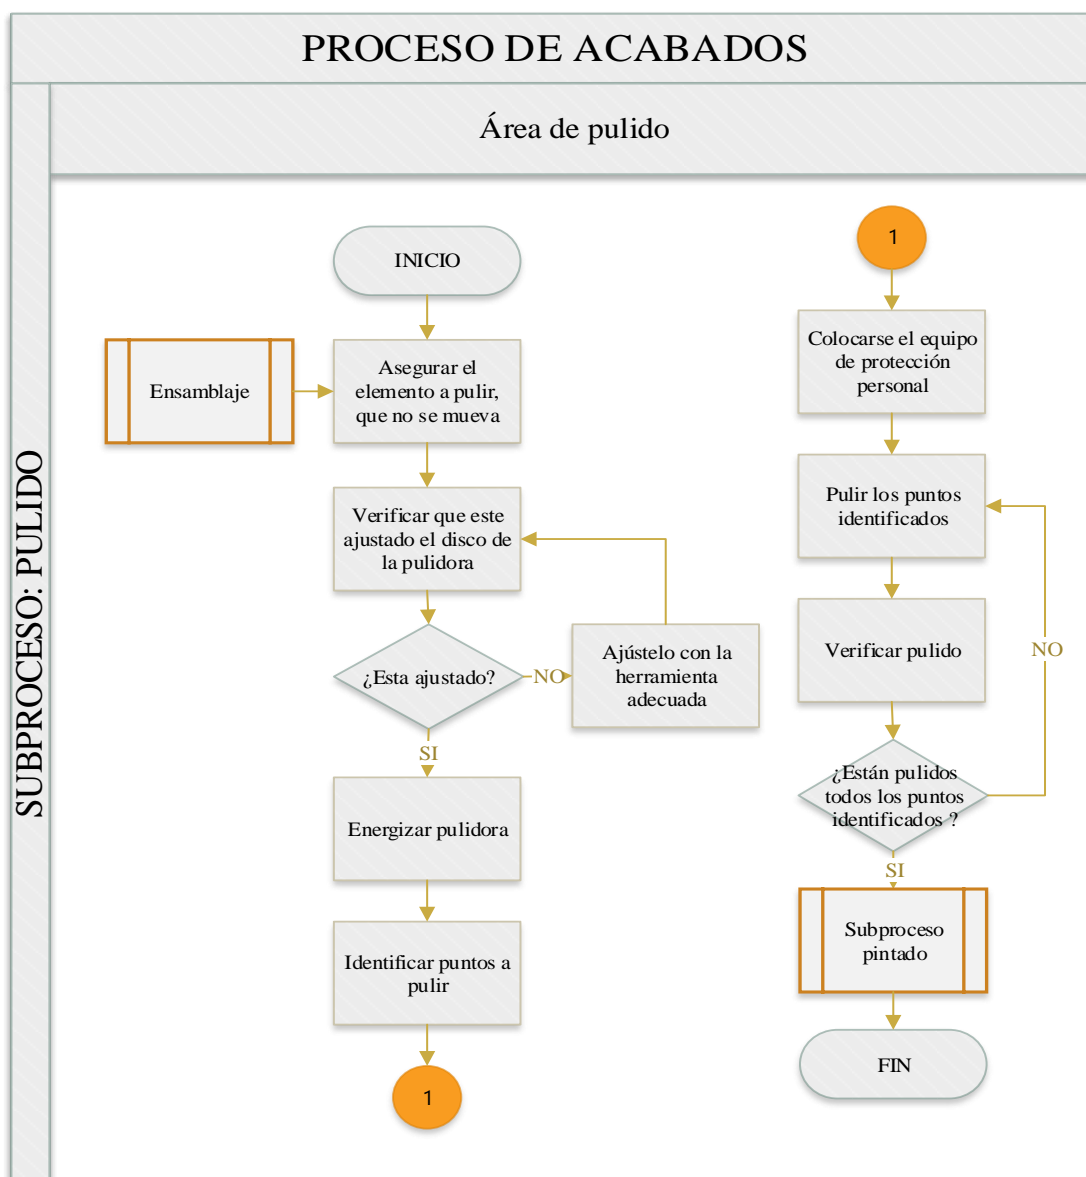 PROCESO DE ACABADOS
Área de pulido
SUBPROCESO: PULIDO
INICIO
Ensamblaje
Asegurar el
elemento a pulir,
que no se mueva
Verificar que este
ajustado el disco de
la pulidora
¿Esta ajustado?
NO
Ajústelo con la
herramienta
adecuada
SI
Energizar pulidora
Identificar puntos a
pulir
1
1
Colocarse el equipo
de protección
personal
Pulir los puntos
identificados
Verificar pulido
NO
¿Están pulidos
todos los puntos
identificados ?
SI
Subproceso
pintado
FIN